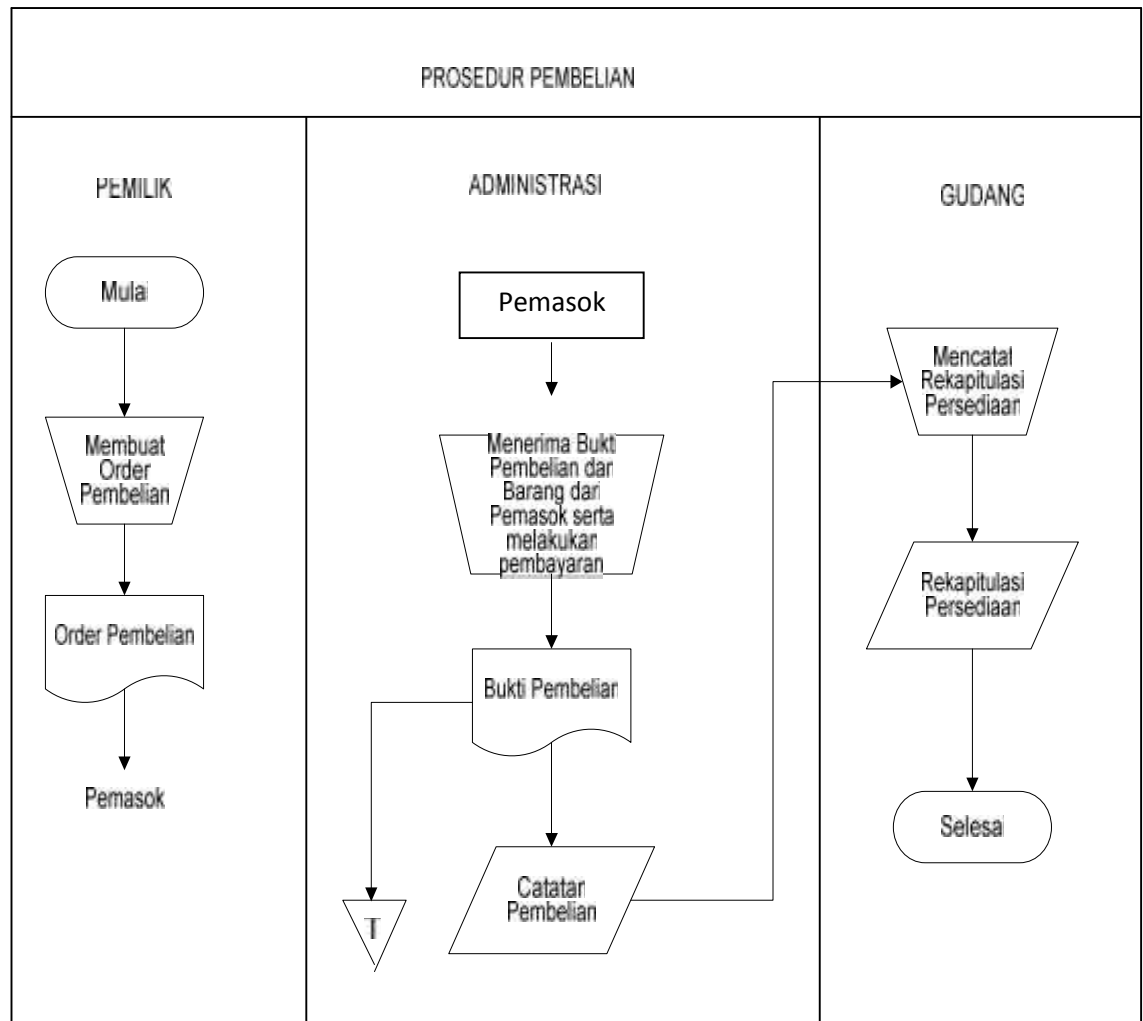 PROSEDUR PEMBELIAN
PEMILIK
Mulai
Membuat
Order
Pembelian
Order Pembelian
Pemasok
ADMINISTRASI
Pemasok
Menerima Bukti
Pembelian dan
Barang dari
Pemasok serta
melakukan
pembayaran
Bukti Pembelian
T
Catatan
Pembelian
GUDANG
Mencatat
Rekapitulasi
Persediaan
Rekapitulasi
Persediaan
Selesai